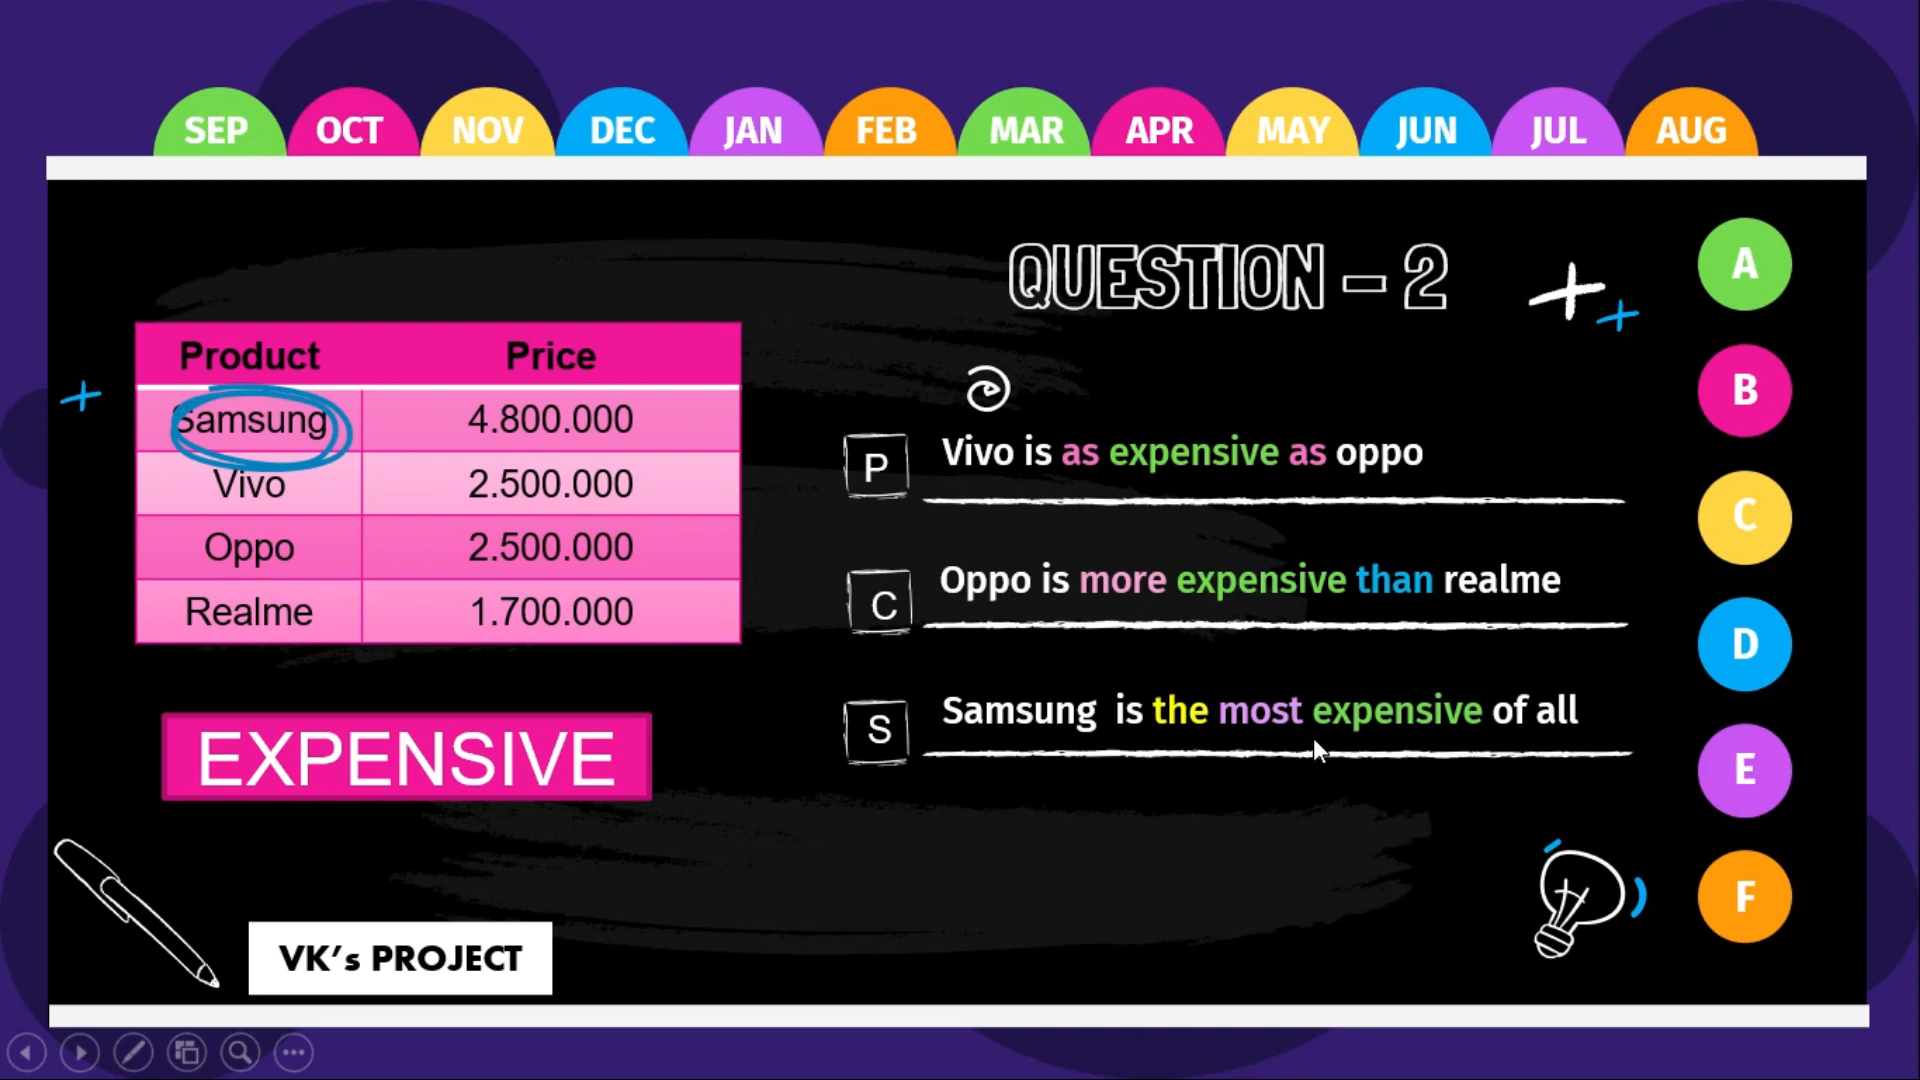 SEP OCT NOV DEC JAN FEB MAR APR MAY JUN JUL AUG
QUESTION – 2
Product Price
Samsung 4.800.000
Vivo 2.500.000
Oppo 2.500.000
Realme 1.700.000
EXPENSIVE
P Vivo is as expensive as oppo
C Oppo is more expensive than realme
S Samsung is the most expensive of all
A
B
C
D
E
F
VK’s PROJECT